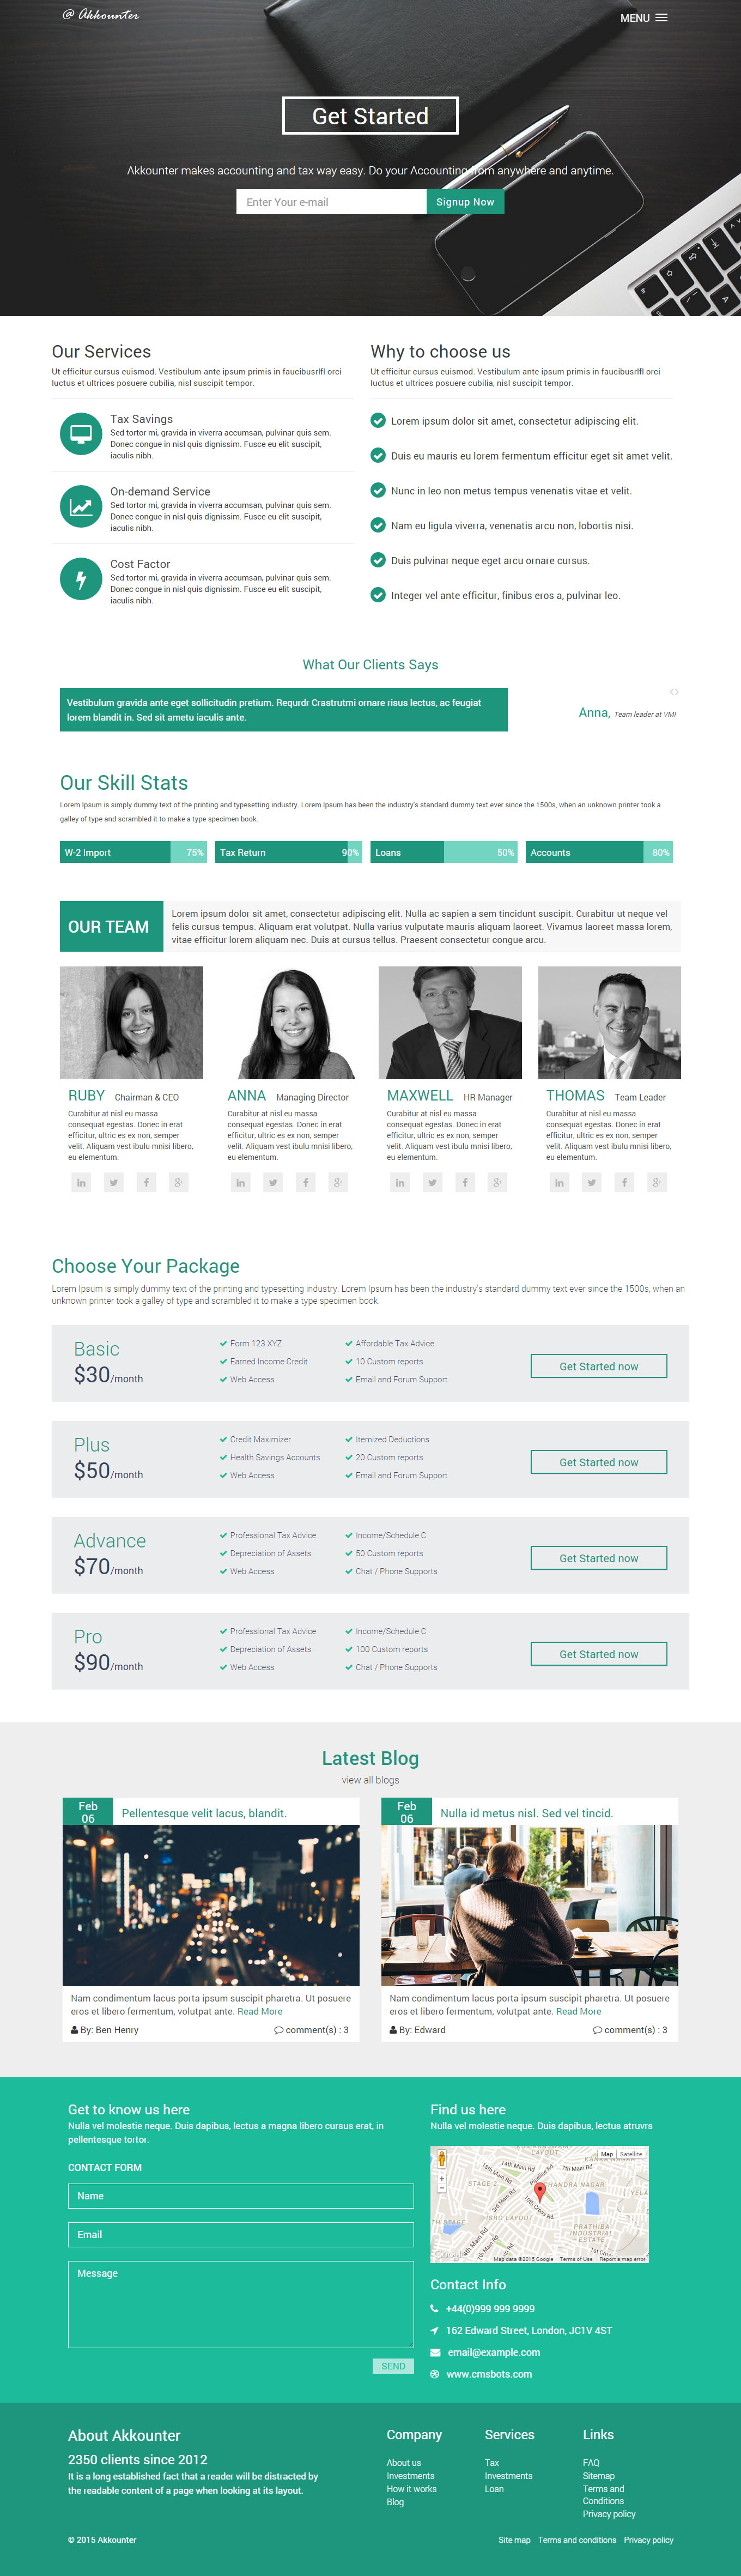 @ Akkounter
MENU
Get Started
Akkounter makes accounting and tax way easy. Do your Accounting from anywhere and anytime.
Enter Your e-mail
Signup Now
Our Services
Ut efficitur cursus euismod. Vestibulum ante ipsum primis in faucibusrlfl orci
luctus et ultrices posuere cubilia, nisl suscipit tempor.
Tax Savings
Sed tortor mi, gravida in viverra accumsan, pulvinar quis sem.
Donec congue in nisl quis dignissim. Fusce eu elit suscipit,
iaculis nibh.
On-demand Service
Sed tortor mi, gravida in viverra accumsan, pulvinar quis sem.
Donec congue in nisl quis dignissim. Fusce eu elit suscipit,
iaculis nibh.
Cost Factor
Sed tortor mi, gravida in viverra accumsan, pulvinar quis sem.
Donec congue in nisl quis dignissim. Fusce eu elit suscipit,
iaculis nibh.
Why to choose us
Ut efficitur cursus euismod. Vestibulum ante ipsum primis in faucibusrlfl orci
luctus et ultrices posuere cubilia, nisl suscipit tempor.
Lorem ipsum dolor sit amet, consectetur adipiscing elit.
Duis eu mauris eu lorem fermentum efficitur eget sit amet velit.
Nunc in leo non metus tempus venenatis vitae et velit.
Nam eu ligula viverra, venenatis arcu non, lobortis nisi.
Duis pulvinar neque eget arcu ornare cursus.
Integer vel ante efficitur, finibus eros a, pulvinar leo.
What Our Clients Says
Vestibulum gravida ante eget sollicitudin pretium. Requrdr Crastrutmi ornare risus lectus, ac feugiat
lorem blandit in. Sed sit ametu iaculis ante.
Anna, Team leader at VMI
Our Skill Stats
Lorem Ipsum is simply dummy text of the printing and typesetting industry. Lorem Ipsum has been the industry's standard dummy text ever since the 1500s, when an unknown printer took a
galley of type and scrambled it to make a type specimen book.
W-2 Import 75%
Tax Return 90%
Loans 50%
Accounts 80%
OUR TEAM
Lorem ipsum dolor sit amet, consectetur adipiscing elit. Nulla ac sapien a sem tincidunt suscipit. Curabitur ut neque vel
felis cursus tempus. Aliquam erat volutpat. Nulla varius vulputate mauris aliquam laoreet. Vivamus laoreet massa lorem,
vitae efficitur lorem aliquam nec. Duis at cursus tellus. Praesent consectetur congue arcu.
RUBY Chairman & CEO
Curabitur at nisl eu massa
consequat egestas. Donec in erat
efficitur, ultric es ex non, semper
velit. Aliquam vest ibulu mnisi libero,
eu elementum.
ANNA Managing Director
Curabitur at nisl eu massa
consequat egestas. Donec in erat
efficitur, ultric es ex non, semper
velit. Aliquam vest ibulu mnisi libero,
eu elementum.
MAXWELL HR Manager
Curabitur at nisl eu massa
consequat egestas. Donec in erat
efficitur, ultric es ex non, semper
velit. Aliquam vest ibulu mnisi libero,
eu elementum.
THOMAS Team Leader
Curabitur at nisl eu massa
consequat egestas. Donec in erat
efficitur, ultric es ex non, semper
velit. Aliquam vest ibulu mnisi libero,
eu elementum.
Choose Your Package
Lorem Ipsum is simply dummy text of the printing and typesetting industry. Lorem Ipsum has been the industry's standard dummy text ever since the 1500s, when an
unknown printer took a galley of type and scrambled it to make a type specimen book.
Basic
$30/month
Form 123 XYZ
Earned Income Credit
Web Access
Affordable Tax Advice
10 Custom reports
Email and Forum Support
Get Started now
Plus
$50/month
Credit Maximizer
Health Savings Accounts
Web Access
Itemized Deductions
20 Custom reports
Email and Forum Support
Get Started now
Advance
$70/month
Professional Tax Advice
Depreciation of Assets
Web Access
Income/Schedule C
50 Custom reports
Chat / Phone Supports
Get Started now
Pro
$90/month
Professional Tax Advice
Depreciation of Assets
Web Access
Income/Schedule C
100 Custom reports
Chat / Phone Supports
Get Started now
Latest Blog
view all blogs
Feb
06
Pellentesque velit lacus, blandit.
Nam condimentum lacus porta ipsum suscipit pharetra. Ut posuere
eros et libero fermentum, volutpat ante. Read More
By: Ben Henry
comment(s) : 3
Feb
06
Nulla id metus nisl. Sed vel tincid.
Nam condimentum lacus porta ipsum suscipit pharetra. Ut posuere
eros et libero fermentum, volutpat ante. Read More
By: Edward
comment(s) : 3
Get to know us here
Nulla vel molestie neque. Duis dapibus, lectus a magna libero cursus erat, in
pellentesque tortor.
CONTACT FORM
Name
Email
Message
SEND
Find us here
Nulla vel molestie neque. Duis dapibus, lectus atruvrs
Map Satellite
LAYOUT
14th Main Rd
Pipeline Rd
7th Main Rd
STAGE 2
CHANDRA NAGAR
3rd Main Rd
10th Cross Rd
ISRO LAYOUT
PRATHIBA
INDUSTRIAL
ESTATE
Map data ©2015 Google Terms of Use Report a map error
Contact Info
+44(0)999 999 9999
162 Edward Street, London, JC1V 4ST
email@example.com
www.cmsbots.com
About Akkounter
2350 clients since 2012
It is a long established fact that a reader will be distracted by
the readable content of a page when looking at its layout.
Company
About us
Investments
How it works
Blog
Services
Tax
Investments
Loan
Links
FAQ
Sitemap
Terms and
Conditions
Privacy policy
© 2015 Akkounter
Site map Terms and conditions Privacy policy